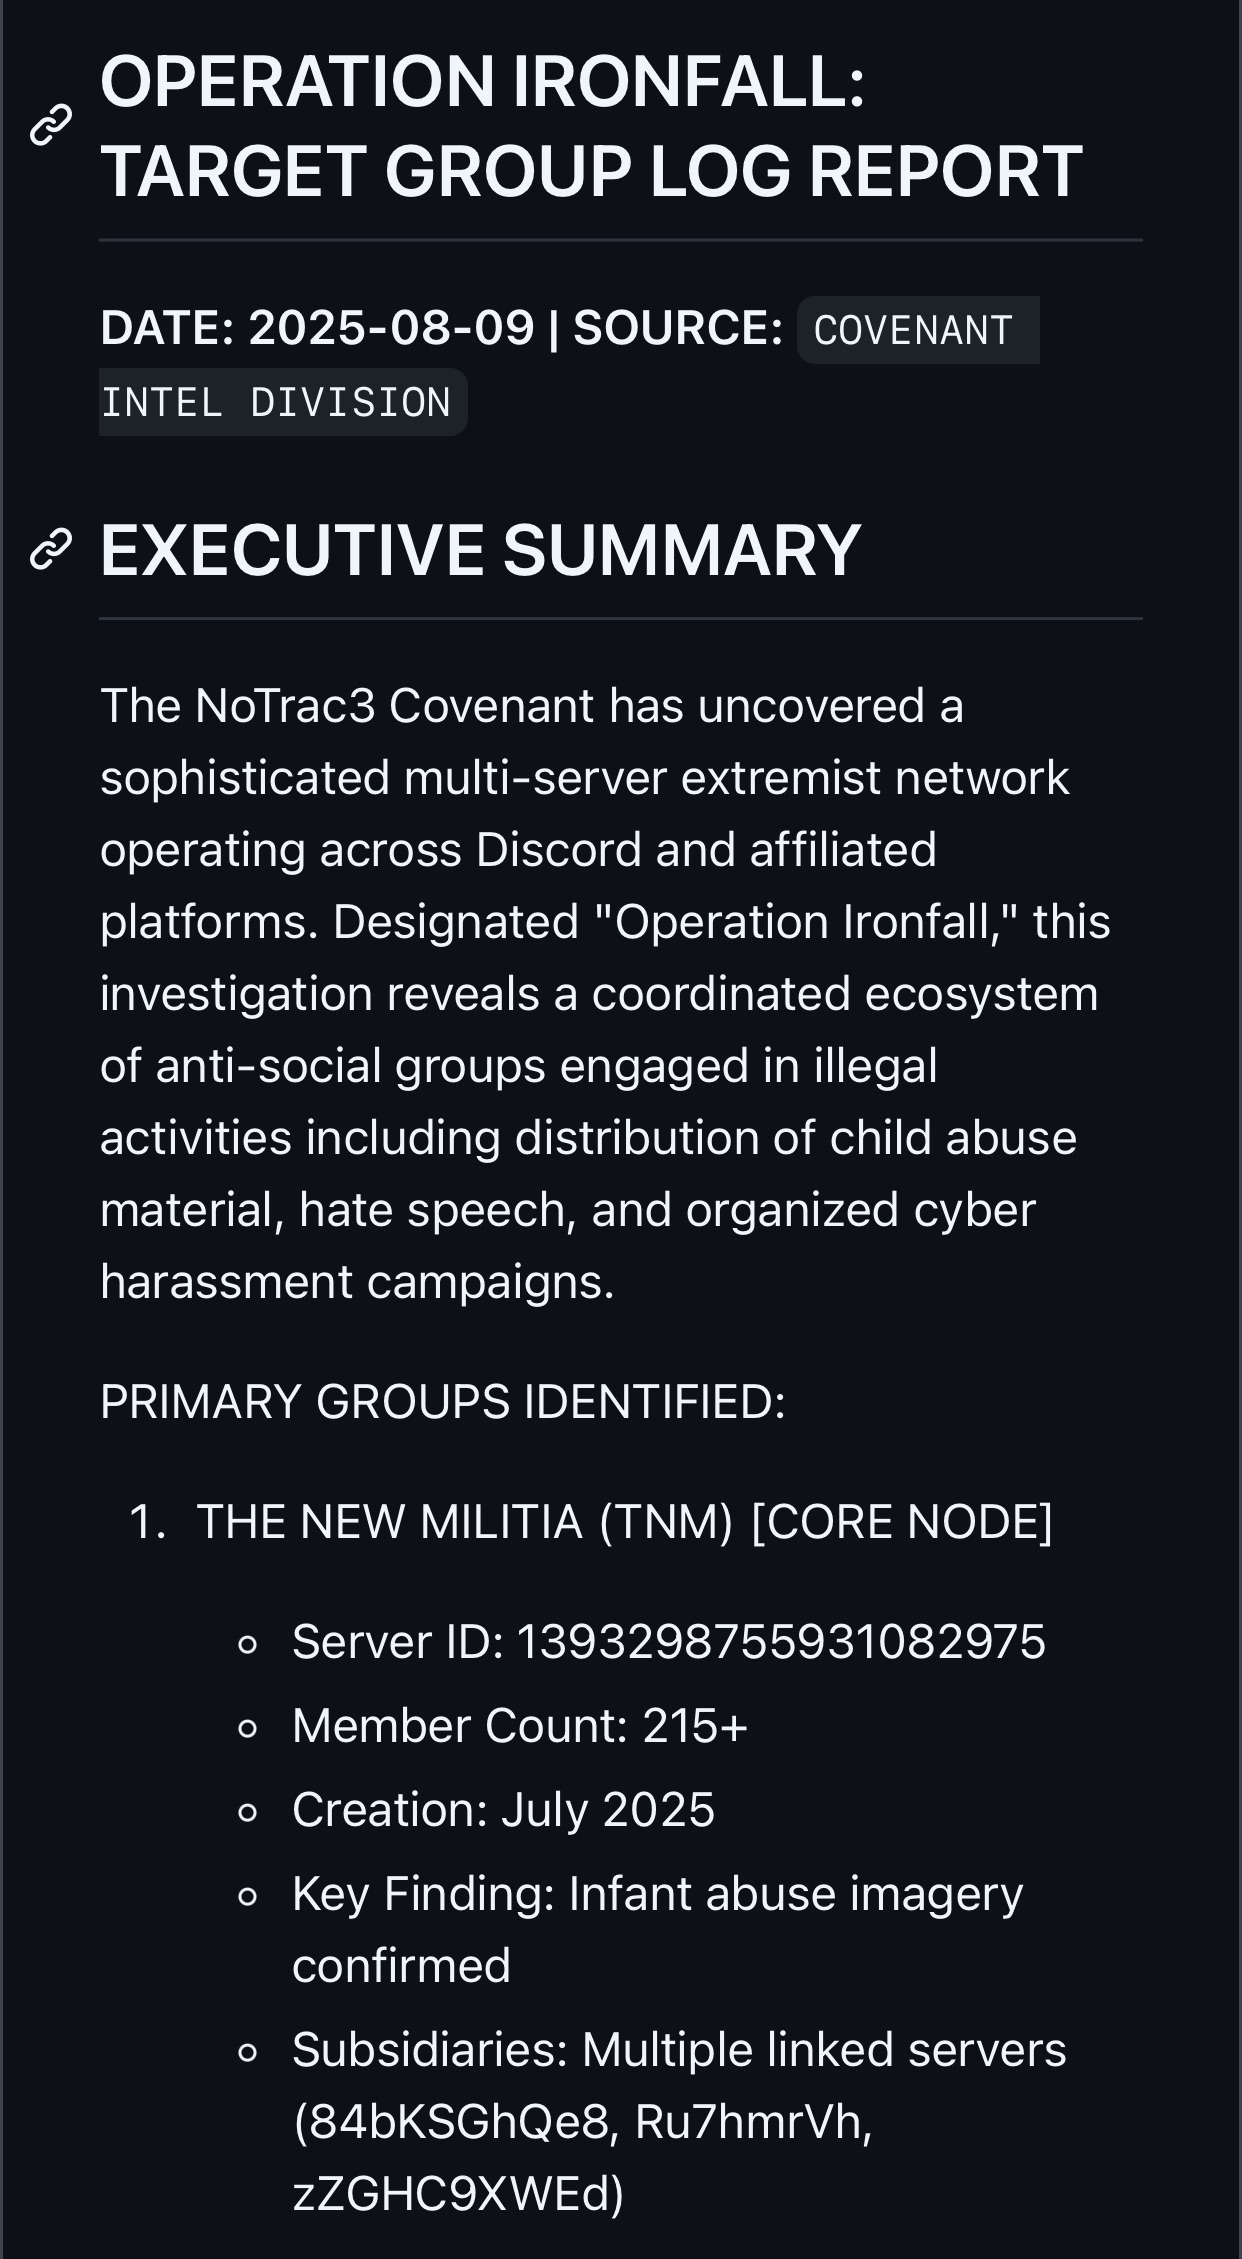 OPERATION IRONFALL:
TARGET GROUP LOG REPORT
DATE: 2025-08-09 | SOURCE: COVENANT
INTEL DIVISION
EXECUTIVE SUMMARY
The NoTrac3 Covenant has uncovered a
sophisticated multi-server extremist network
operating across Discord and affiliated
platforms. Designated "Operation Ironfall," this
investigation reveals a coordinated ecosystem
of anti-social groups engaged in illegal
activities including distribution of child abuse
material, hate speech, and organized cyber
harassment campaigns.
PRIMARY GROUPS IDENTIFIED:
1. THE NEW MILITIA (TNM) [CORE NODE]
Server ID: 1393298755931082975
Member Count: 215+
Creation: July 2025
Key Finding: Infant abuse imagery
confirmed
Subsidiaries: Multiple linked servers
(84bKSGhQe8, Ru7hmrVh,
zZGHC9XWEd)